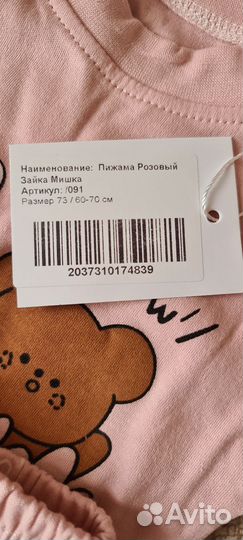 Наименование: Пижама Розовый
Зайка Мишка
Артикул: /091
Размер 73 / 60-70 см
2037310174839
Avito